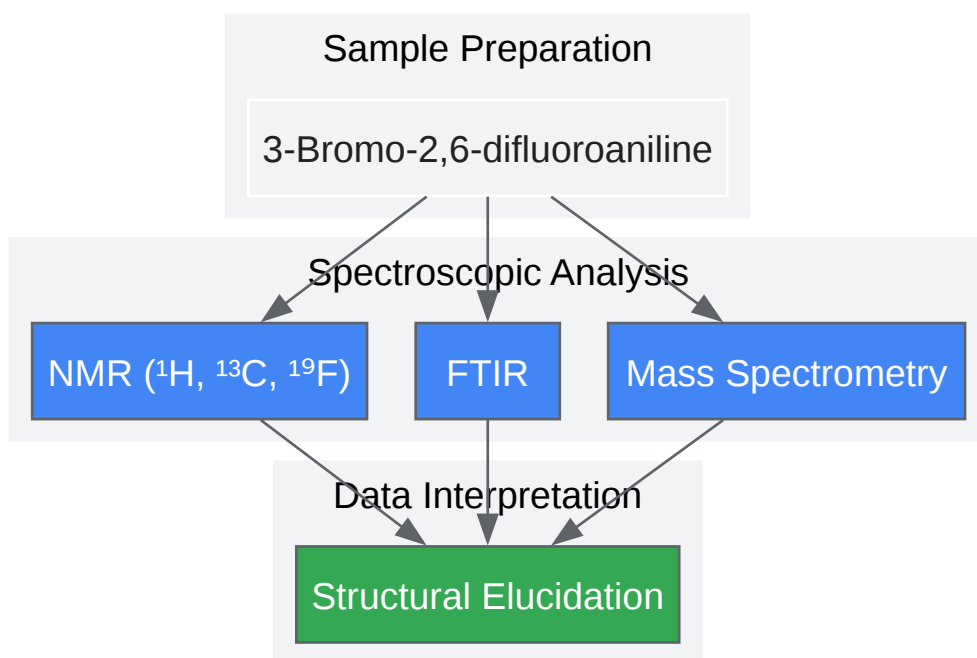 Sample Preparation
3-Bromo-2,6-difluoroaniline
Spectroscopic Analysis
NMR (¹H, ¹³C, ¹⁹F)
FTIR
Mass Spectrometry
Data Interpretation
Structural Elucidation